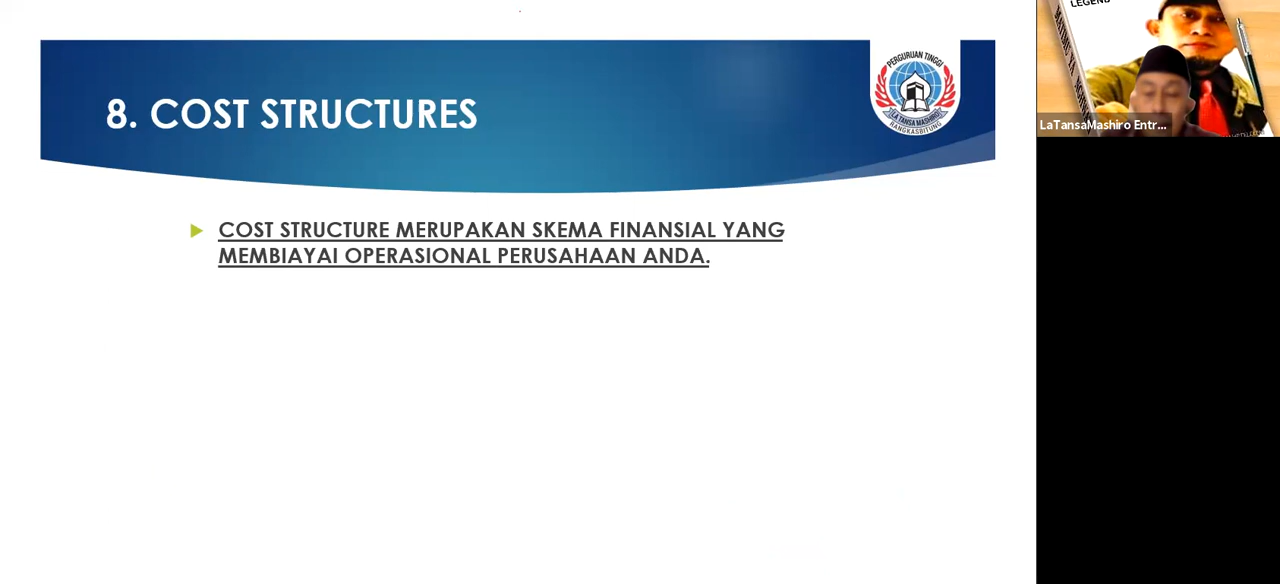 8. COST STRUCTURES
PERGURUAN TINGGI
LA TANSA MASHIRO
RANGKASBITUNG
COST STRUCTURE MERUPAKAN SKEMA FINANSIAL YANG
MEMBIAYAI OPERASIONAL PERUSAHAAN ANDA.
LEGEND
LaTansaMashiro Entr...